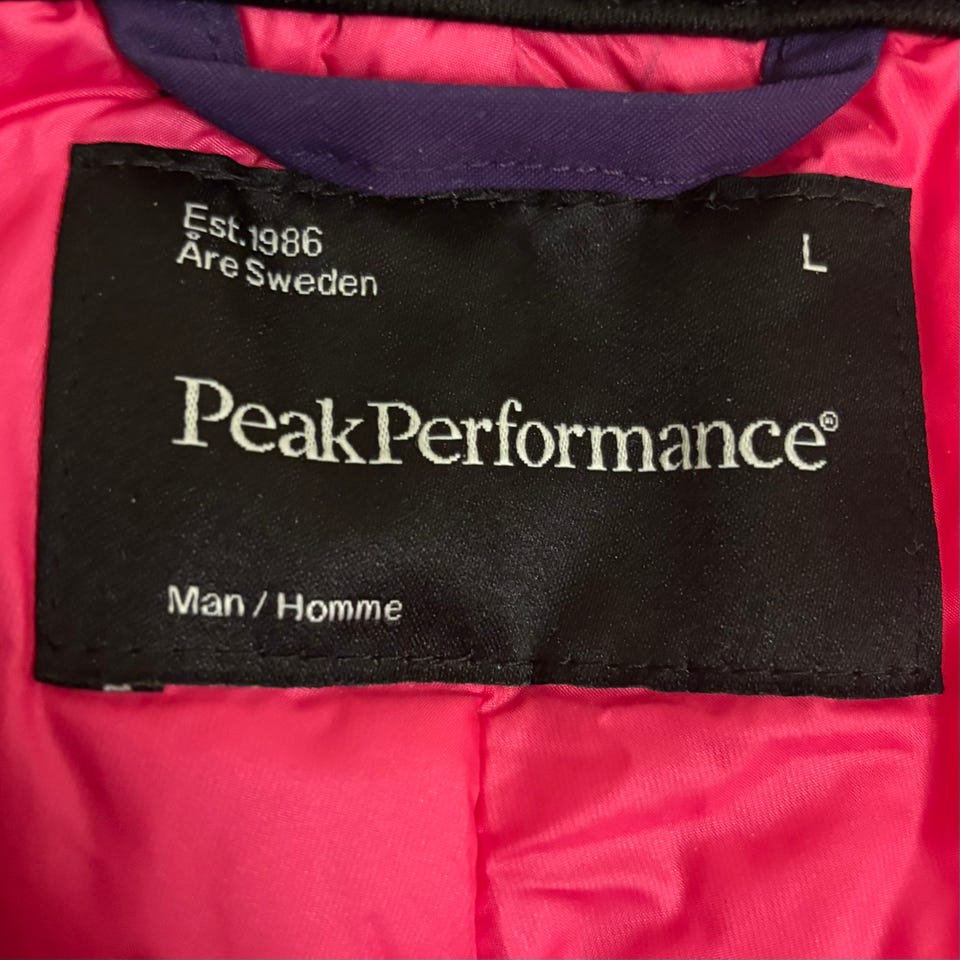 Est.1986
Åre Sweden
L
PeakPerformance®
Man / Homme